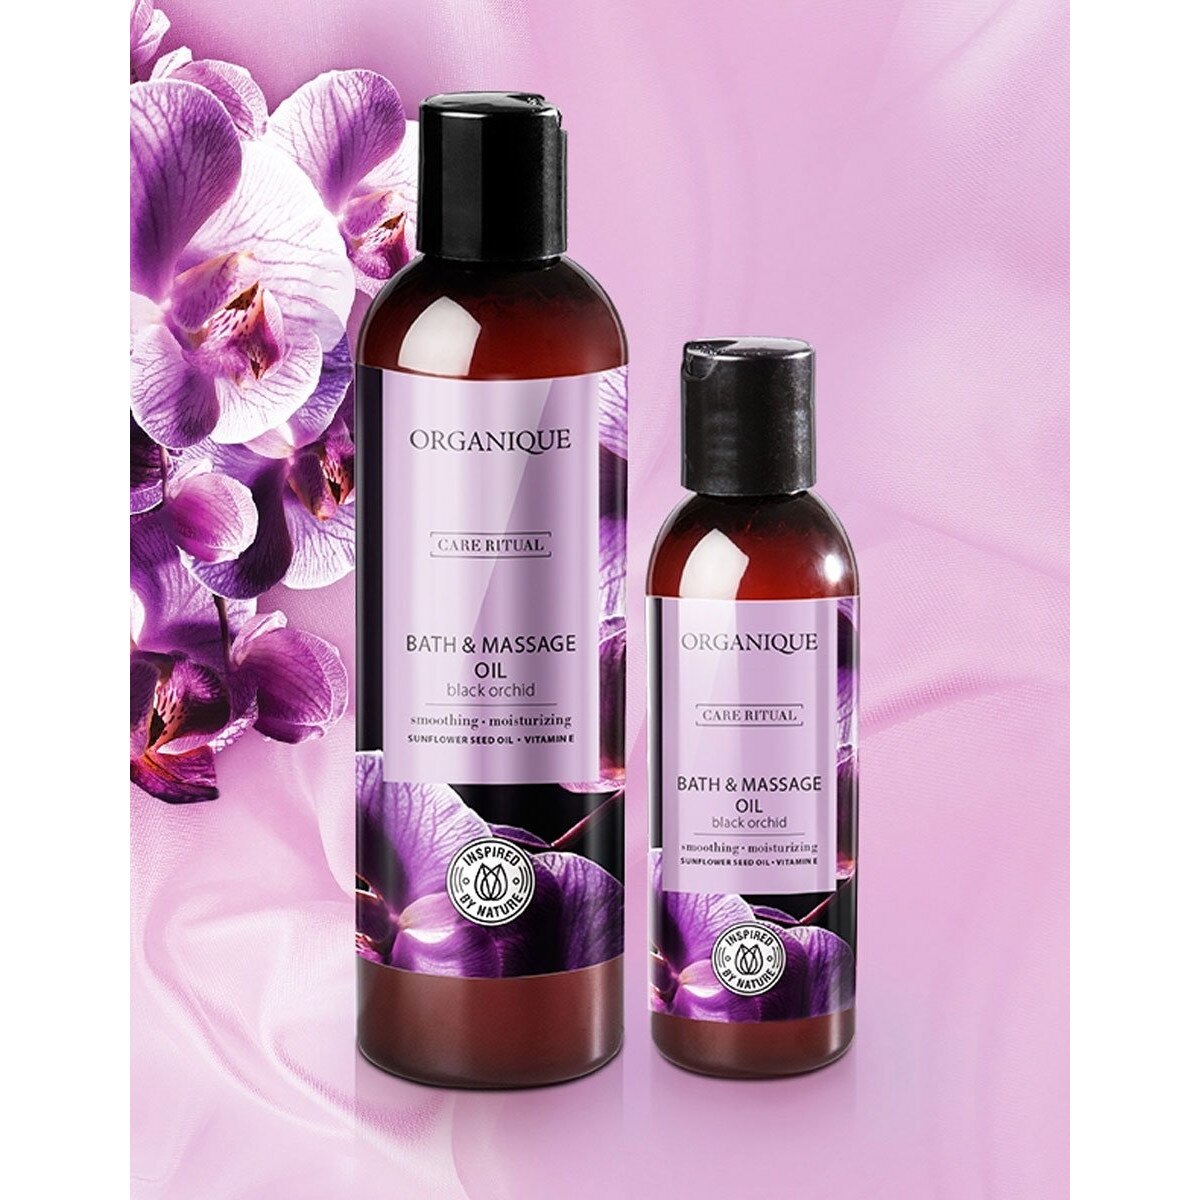 ORGANIQUE
CARE RITUAL
BATH & MASSAGE
OIL
black orchid
smoothing • moisturizing
SUNFLOWER SEED OIL • VITAMIN E
INSPIRED
BY NATURE
ORGANIQUE
CARE RITUAL
BATH & MASSAGE
OIL
black orchid
smoothing • moisturizing
SUNFLOWER SEED OIL • VITAMIN E
INSPIRED
BY NATURE